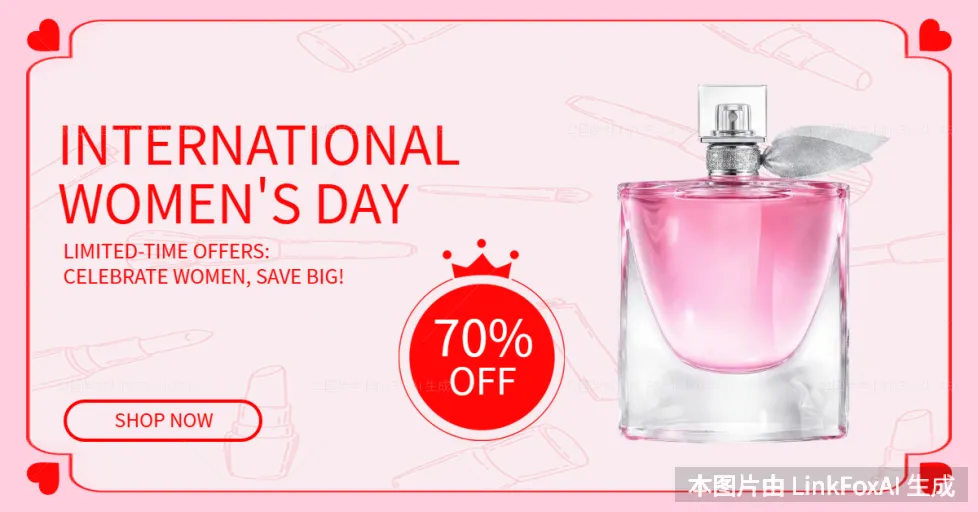 INTERNATIONAL
WOMEN'S DAY
LIMITED-TIME OFFERS:
CELEBRATE WOMEN, SAVE BIG!
70%
OFF
SHOP NOW
本图片由 LinkFoxAI 生成